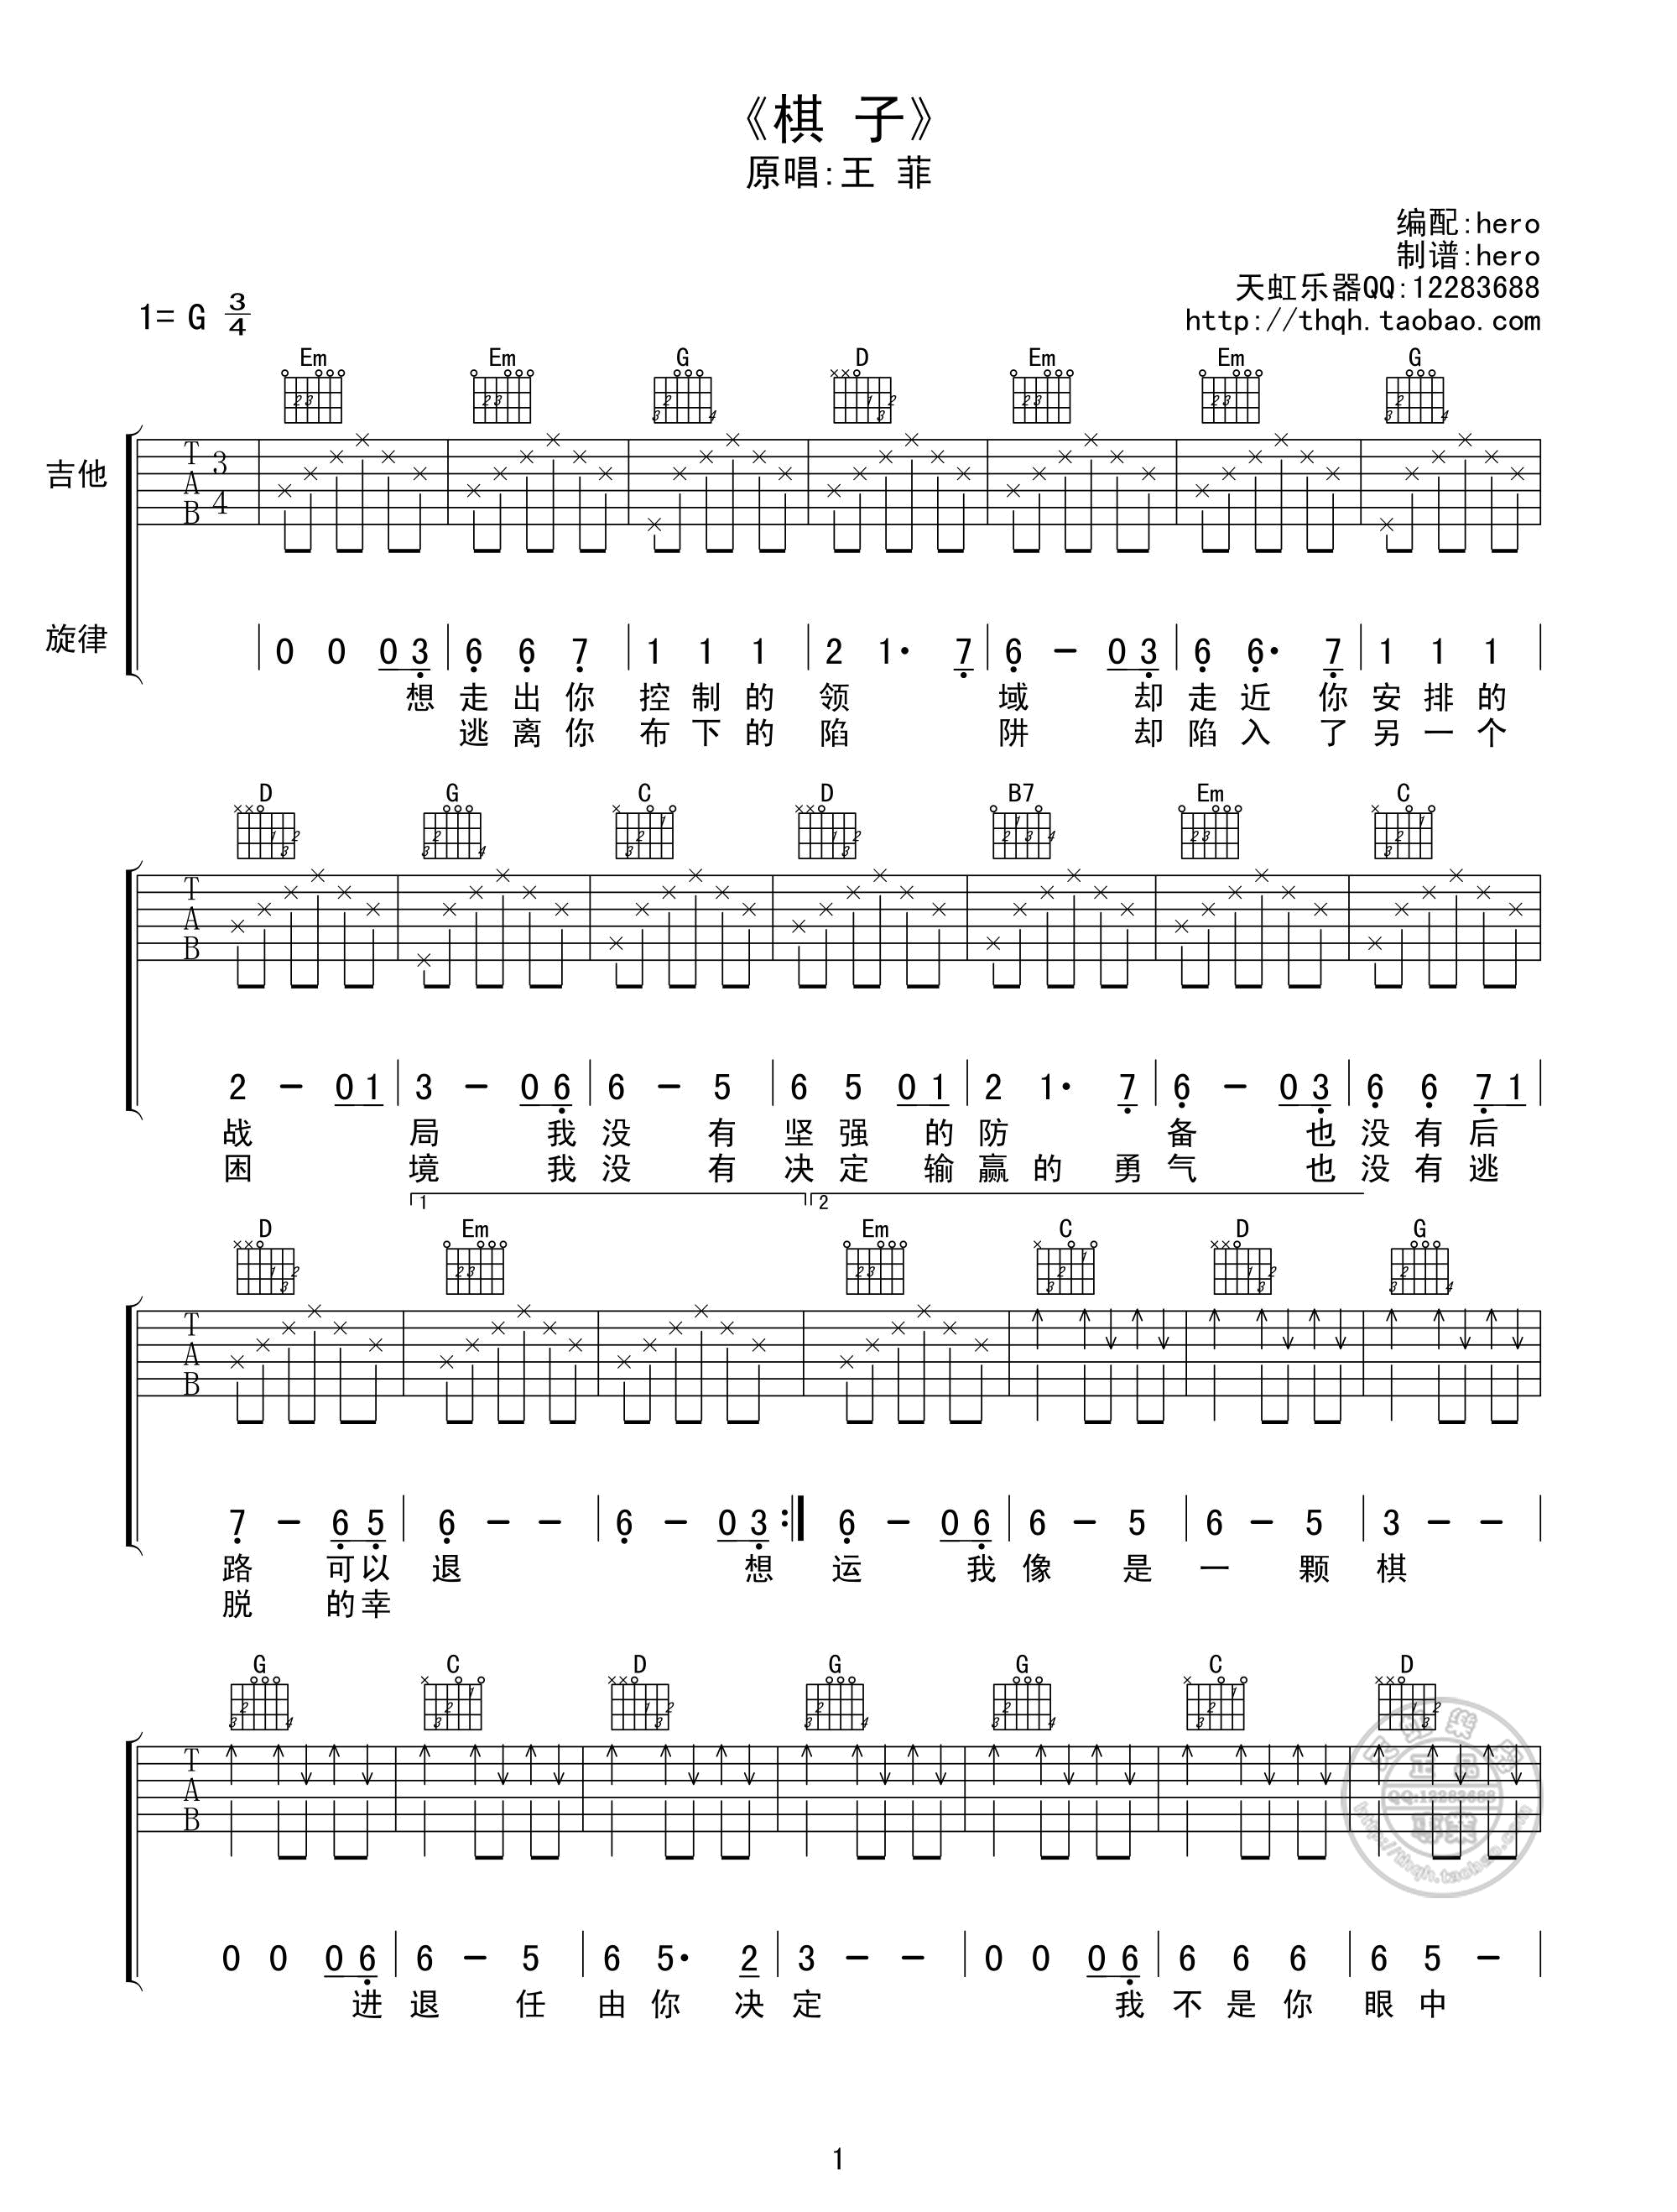 《棋 子》
原唱:王 菲
编配:hero
制谱:hero
天虹乐器QQ:12283688
http://thqh.taobao.com
1= G 3/4
Em Em G D Em Em G
吉他 T A B 3 4
旋律 0 0 0 3 6 6 7 1 1 1 2 1· 7 6 - 0 3 6 6· 7 1 1 1
想 走 出 你 控 制 的 领 域 却 走 近 你 安 排 的
逃 离 你 布 下 的 陷 阱 却 陷 入 了 另 一 个
D G C D B7 Em C
T A B
2 - 0 1 3 - 0 6 6 - 5 6 5 0 1 2 1· 7 6 - 0 3 6 6 7 1
战 局 我 没 有 坚 强 的 防 备 也 没 有 后
困 境 我 没 有 决 定 输 赢 的 勇 气 也 没 有 逃
1 2
D Em Em C D G
T A B
7 - 6 5 6 - - 6 - 0 3 :| 6 - 0 6 6 - 5 6 - 5 3 - -
路 可 以 退 想 运 我 像 是 一 颗 棋
脱 的 幸
G C D G G C D
T A B
0 0 0 6 6 - 5 6 5· 2 3 - - 0 0 0 6 6 6 6 6 5 -
进 退 任 由 你 决 定 我 不 是 你 眼 中
QQ:12283688
http://thqh.taobao.com
1